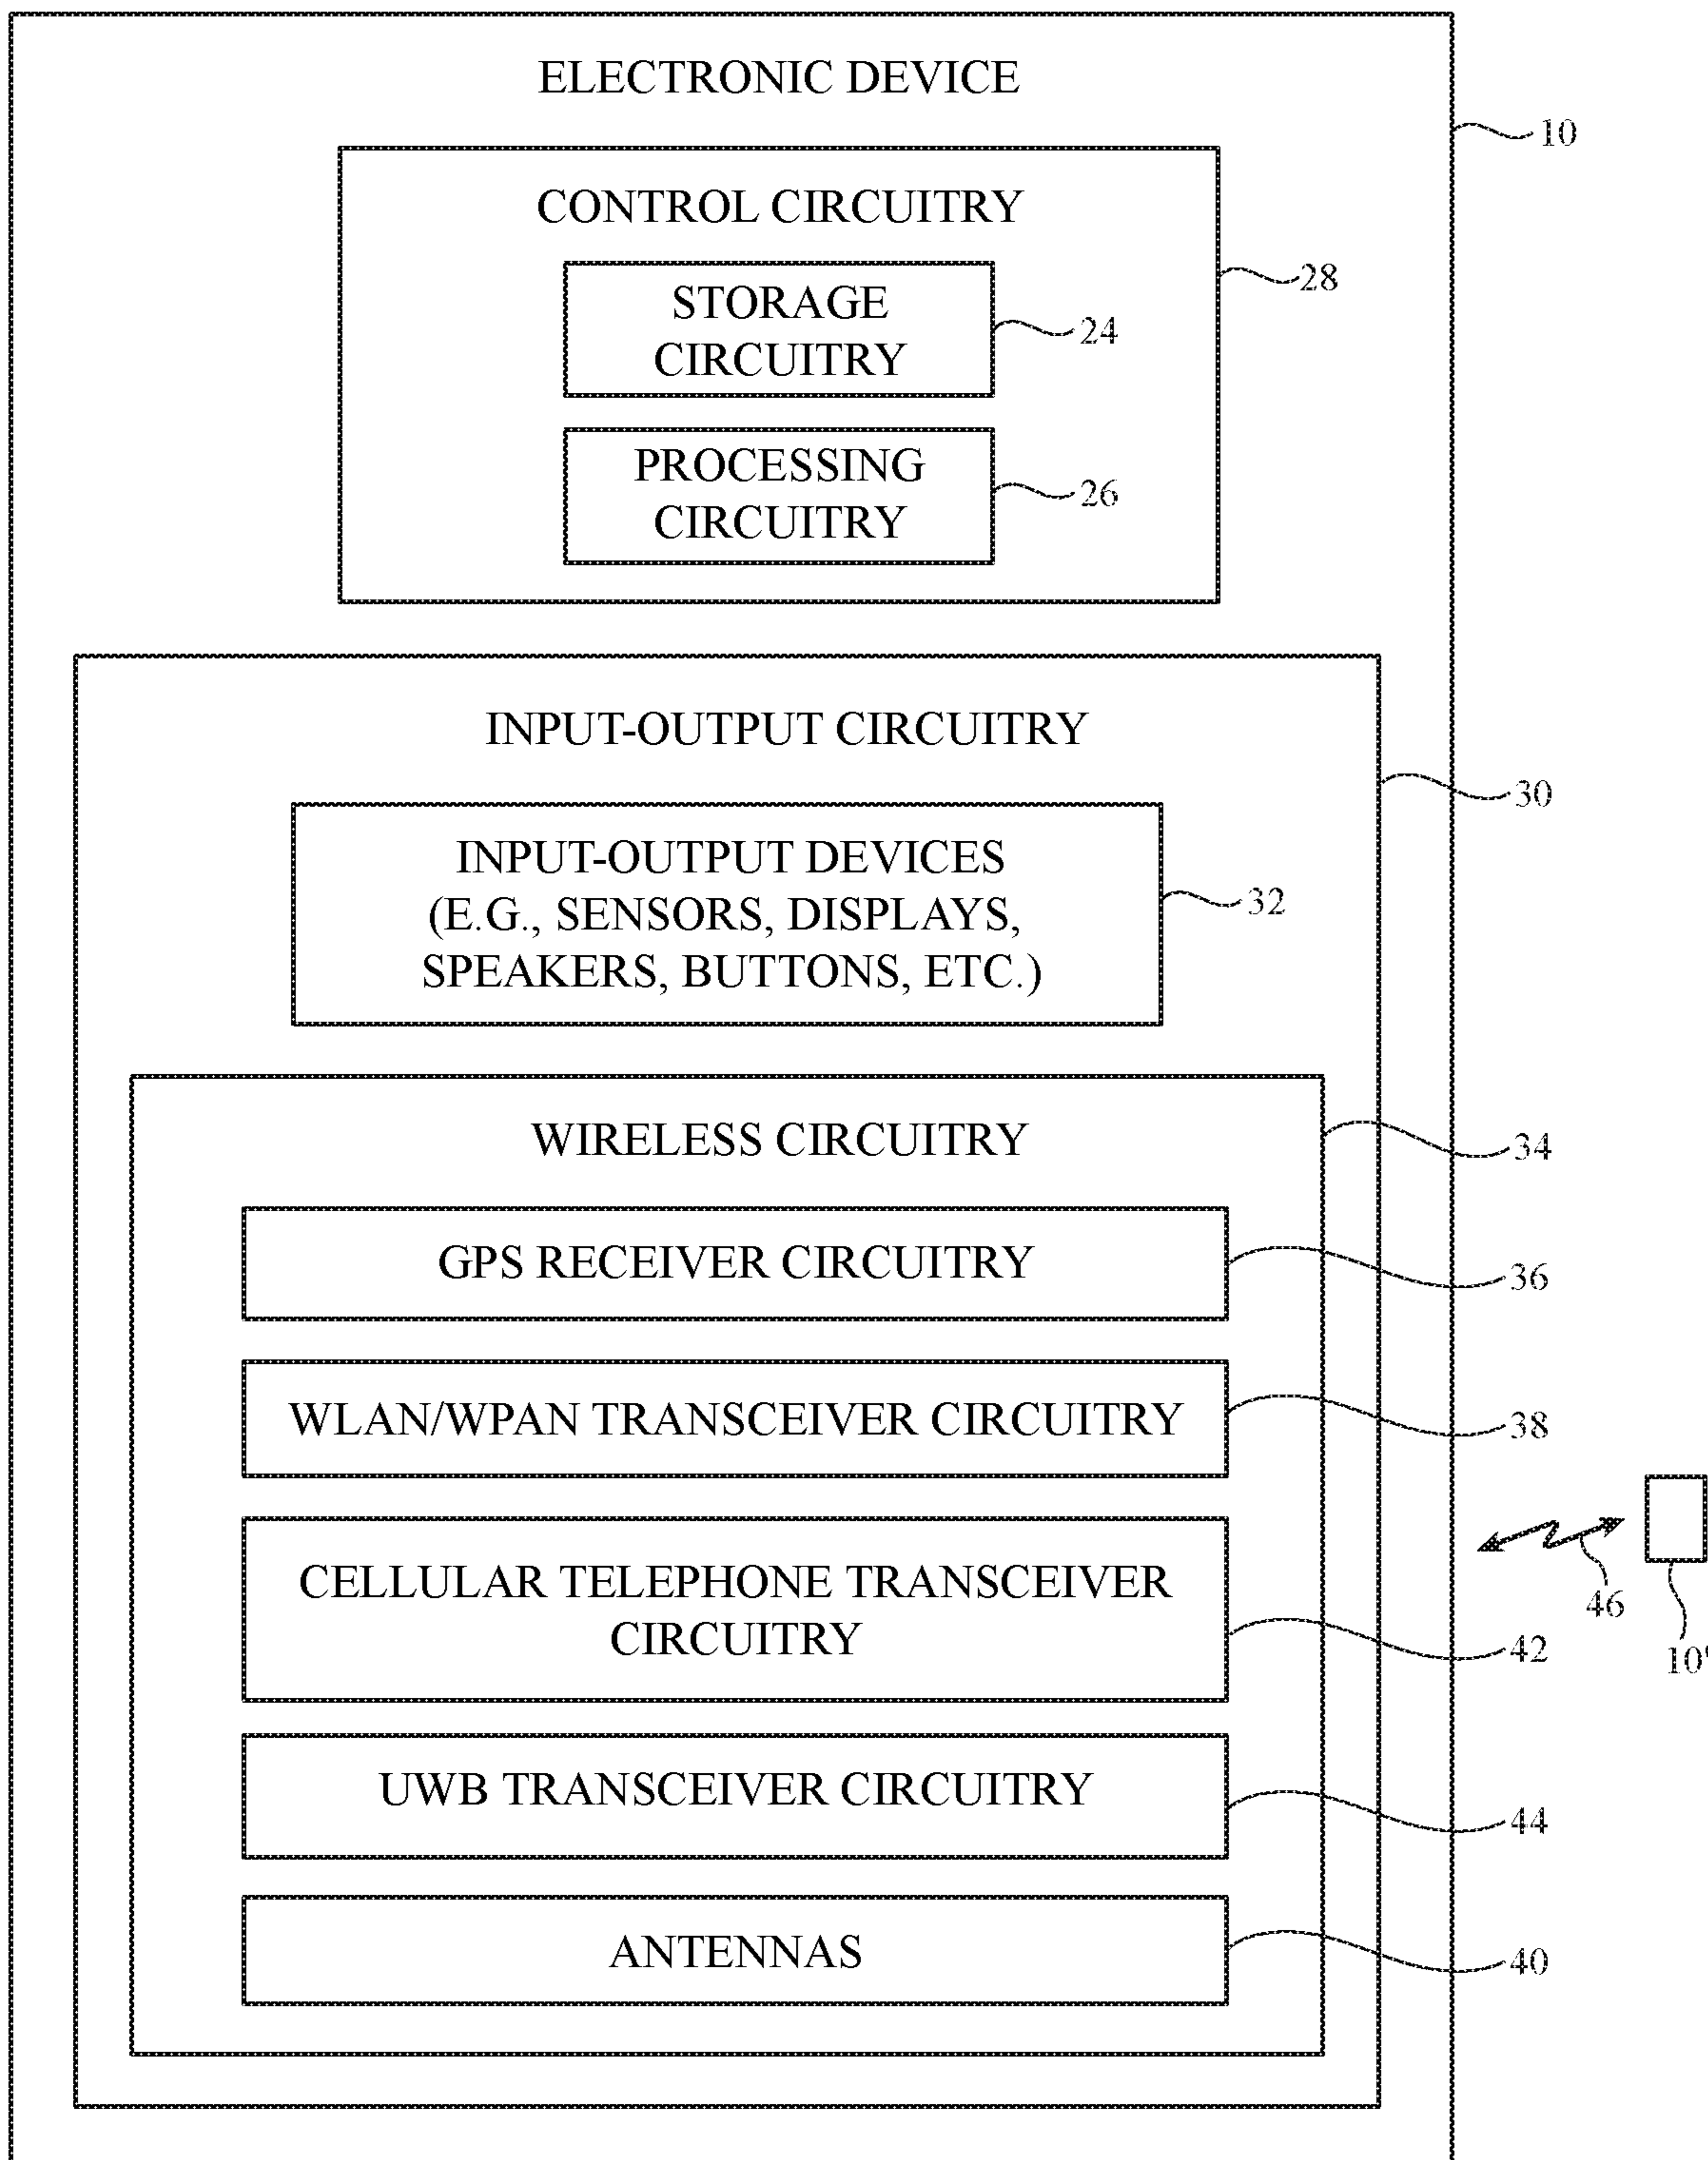 ELECTRONIC DEVICE
10
CONTROL CIRCUITRY
28
STORAGE
CIRCUITRY
24
PROCESSING
CIRCUITRY
26
INPUT-OUTPUT CIRCUITRY
30
INPUT-OUTPUT DEVICES
(E.G., SENSORS, DISPLAYS,
SPEAKERS, BUTTONS, ETC.)
32
WIRELESS CIRCUITRY
34
GPS RECEIVER CIRCUITRY
36
WLAN/WPAN TRANSCEIVER CIRCUITRY
38
CELLULAR TELEPHONE TRANSCEIVER
CIRCUITRY
42
46
10'
UWB TRANSCEIVER CIRCUITRY
44
ANTENNAS
40